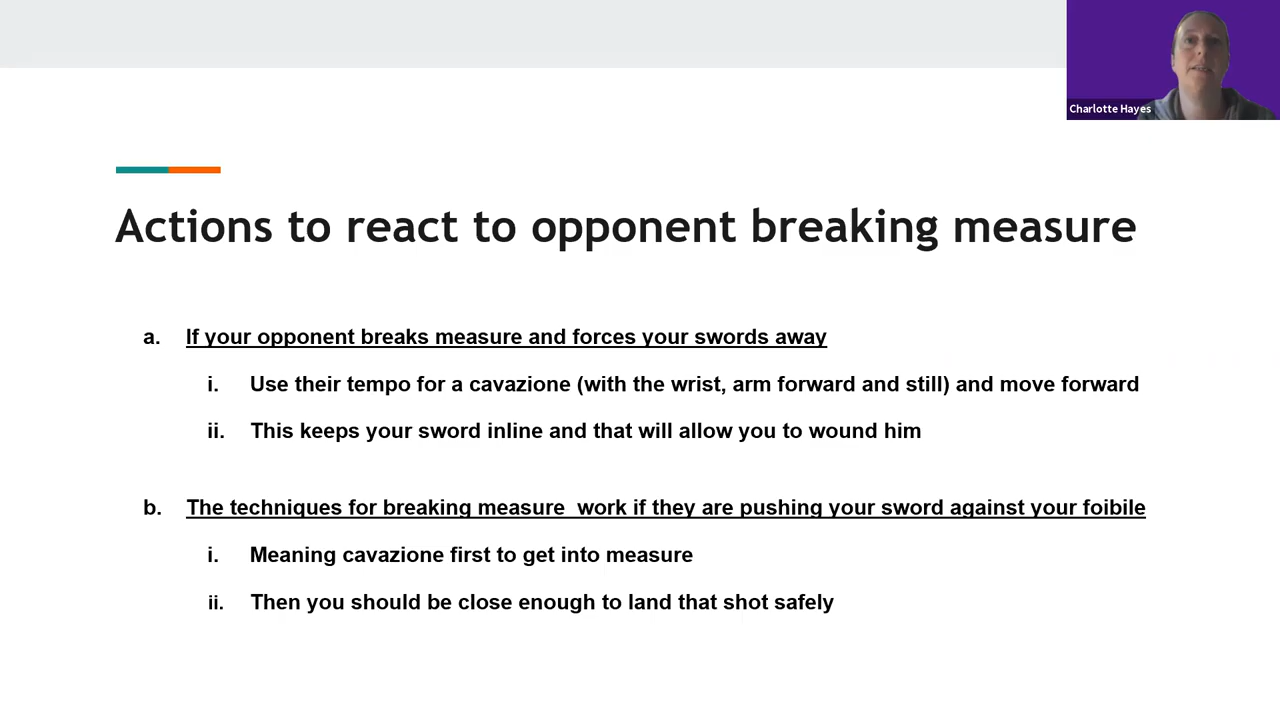 Charlotte Hayes
Actions to react to opponent breaking measure
a. If your opponent breaks measure and forces your swords away
i. Use their tempo for a cavazione (with the wrist, arm forward and still) and move forward
ii. This keeps your sword inline and that will allow you to wound him
b. The techniques for breaking measure  work if they are pushing your sword against your foibile
i. Meaning cavazione first to get into measure
ii. Then you should be close enough to land that shot safely